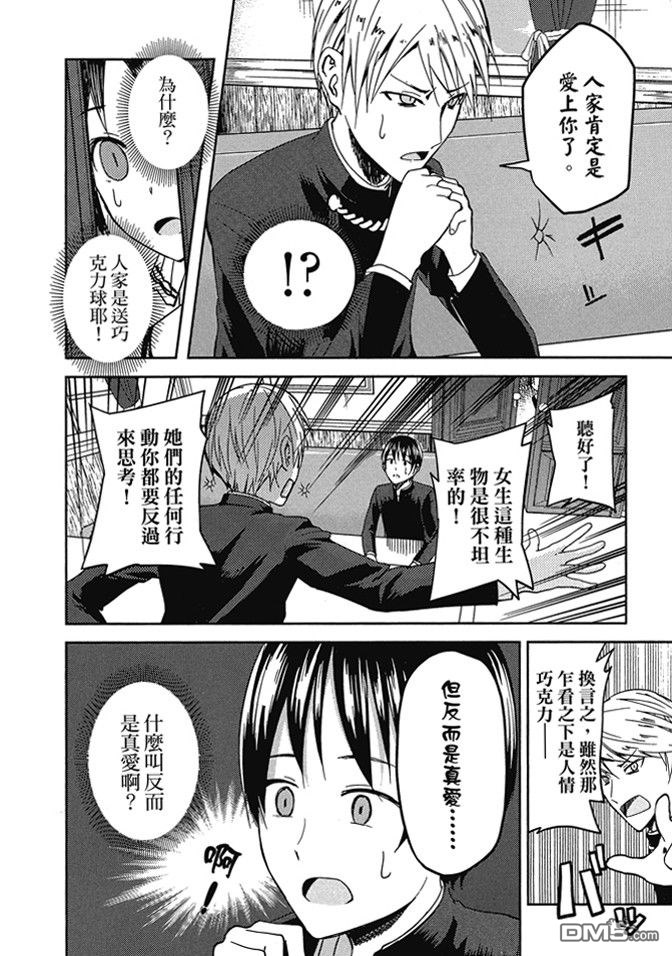 人家肯定是
愛上你了。
!?
為什麼?
人家是送巧
克力球耶!
聽好了!
女生這種生
物是很不坦
率的!
她們的任何行
動你都要反過
來思考!
換言之,雖然那
乍看之下是人情
巧克力——
但反而是真愛……
啊!
什麼叫反而
是真愛啊?